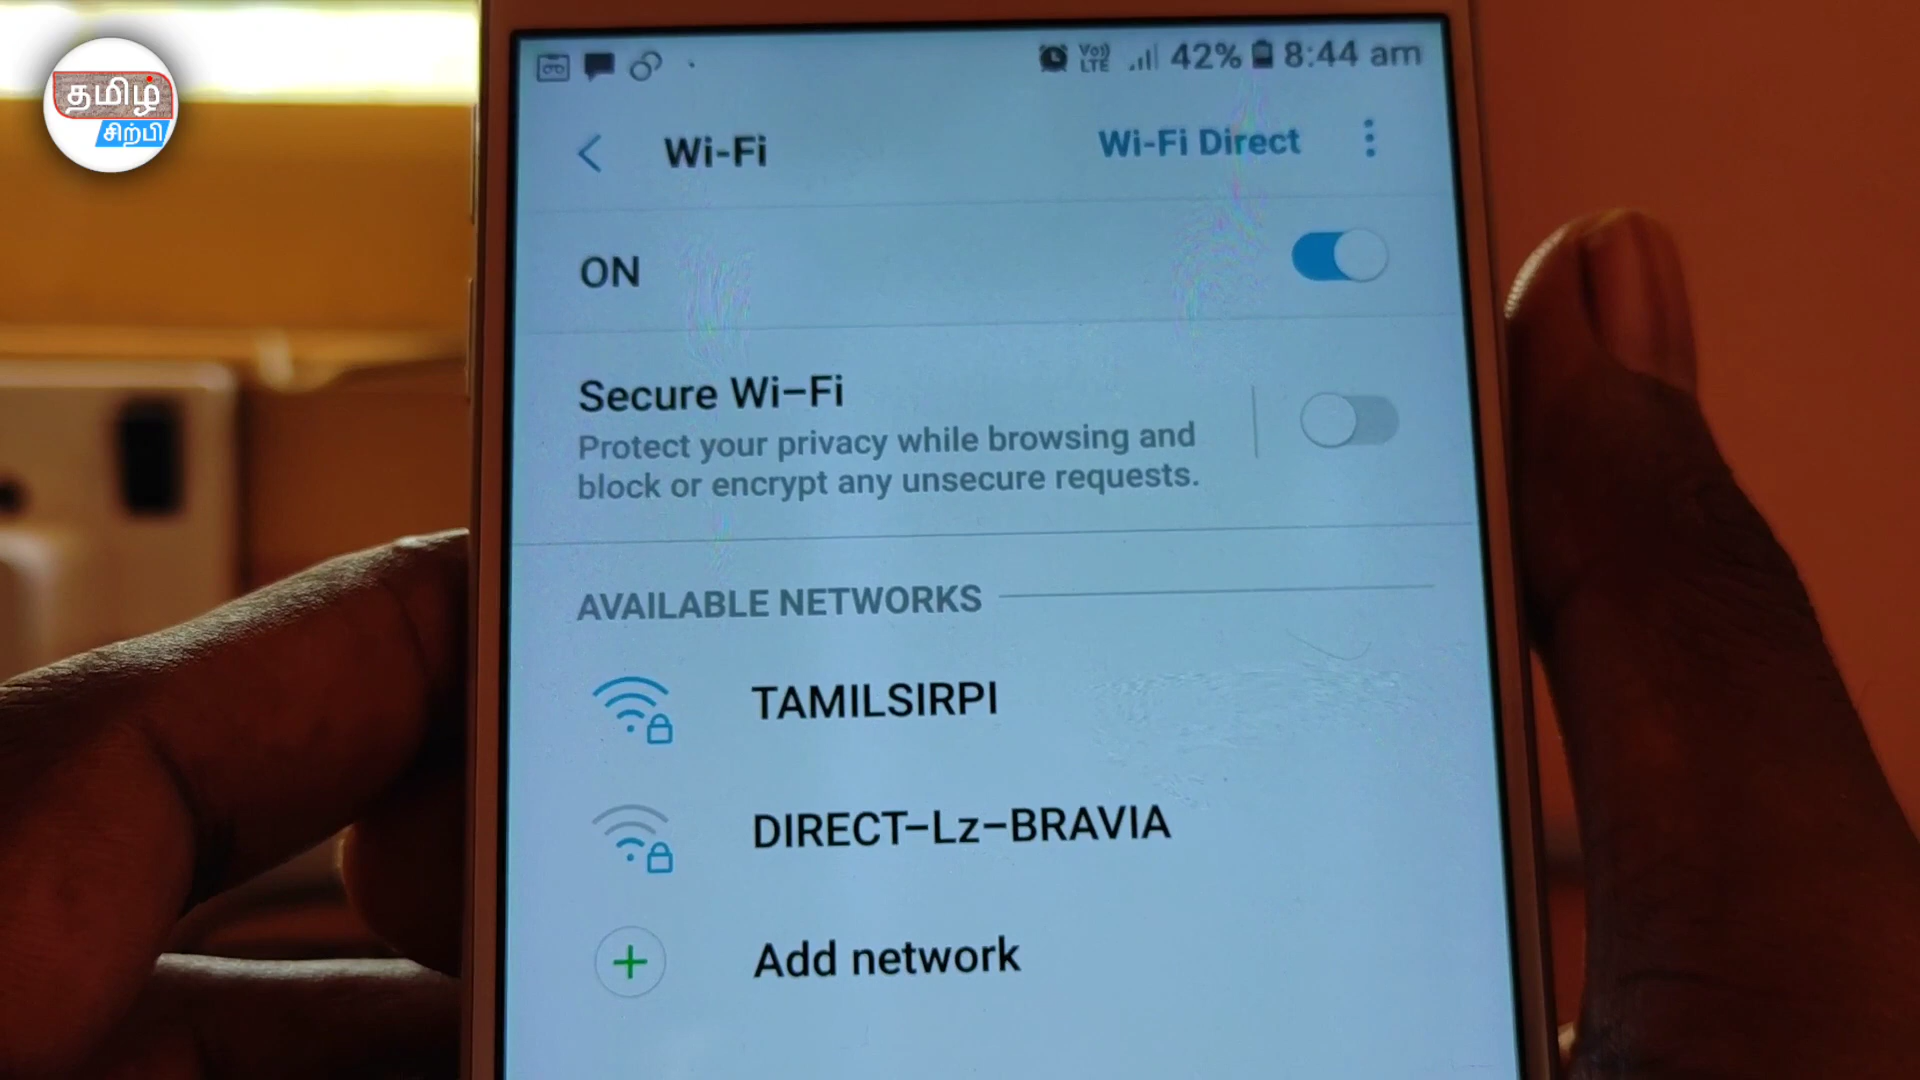 தமிழ்
சிற்பி
Vo))
LTE
42%
8:44 am
Wi-Fi
Wi-Fi Direct
ON
Secure Wi-Fi
Protect your privacy while browsing and
block or encrypt any unsecure requests.
AVAILABLE NETWORKS
TAMILSIRPI
DIRECT-Lz-BRAVIA
Add network